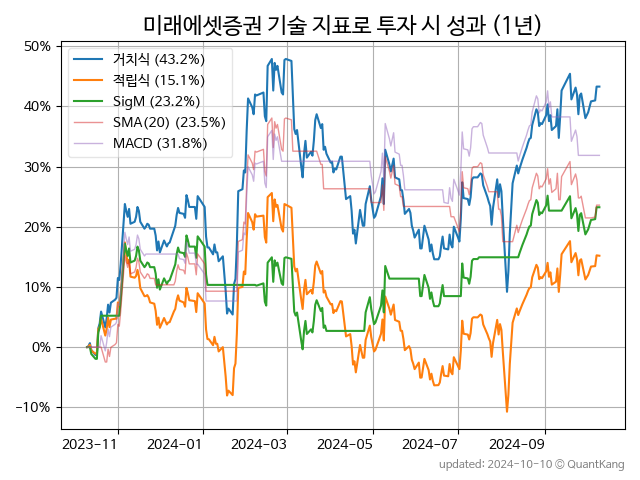 미래에셋증권 기술 지표로 투자 시 성과 (1년)
50%
40%
30%
20%
10%
0%
−10%
거치식 (43.2%)
적립식 (15.1%)
SigM (23.2%)
SMA(20) (23.5%)
MACD (31.8%)
2023-11 2024-01 2024-03 2024-05 2024-07 2024-09
updated: 2024-10-10 © QuantKang